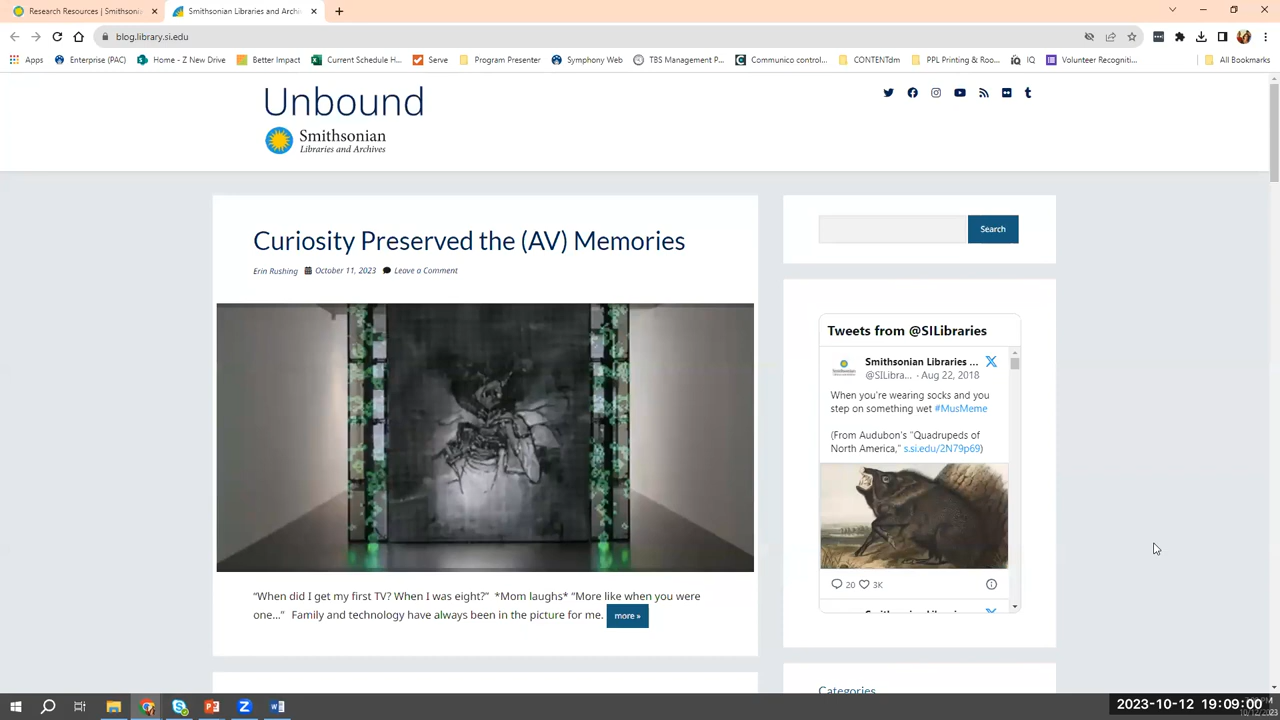 Research Resources | Smithsonia
Smithsonian Libraries and Archi
blog.library.si.edu
Apps
Enterprise (PAC)
Home - Z New Drive
Better Impact
Current Schedule H...
Serve
Program Presenter
Symphony Web
TBS Management P...
Communico control...
CONTENTdm
PPL Printing & Roo...
IQ
Volunteer Recogniti...
All Bookmarks
Unbound
Smithsonian
Libraries and Archives
Curiosity Preserved the (AV) Memories
Erin Rushing October 11, 2023 Leave a Comment
"When did I get my first TV? When I was eight?" *Mom laughs* "More like when you were
one..." Family and technology have always been in the picture for me. more »
Search
Tweets from @SILibraries
Smithsonian Libraries ...
@SILibra... · Aug 22, 2018
When you're wearing socks and you
step on something wet #MusMeme
(From Audubon's "Quadrupeds of
North America," s.si.edu/2N79p69)
20 3K
Categories
2023-10-12 19:09:00